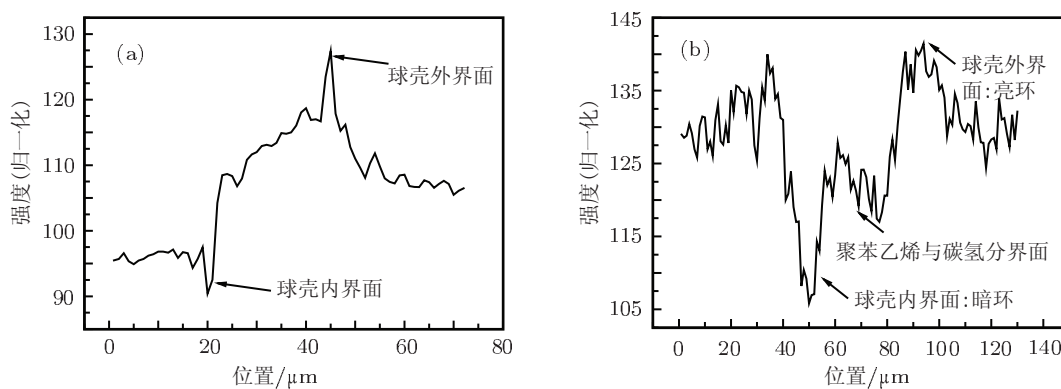 (a)
130
120
110
100
90
0
20
40
60
80
强度(归一化)
位置/μm
球壳外界面
球壳内界面
(b)
145
135
125
115
105
0
20
40
60
80
100
120
140
强度(归一化)
位置/μm
球壳外界
面:亮环
聚苯乙烯与碳氢分界面
球壳内界面:暗环